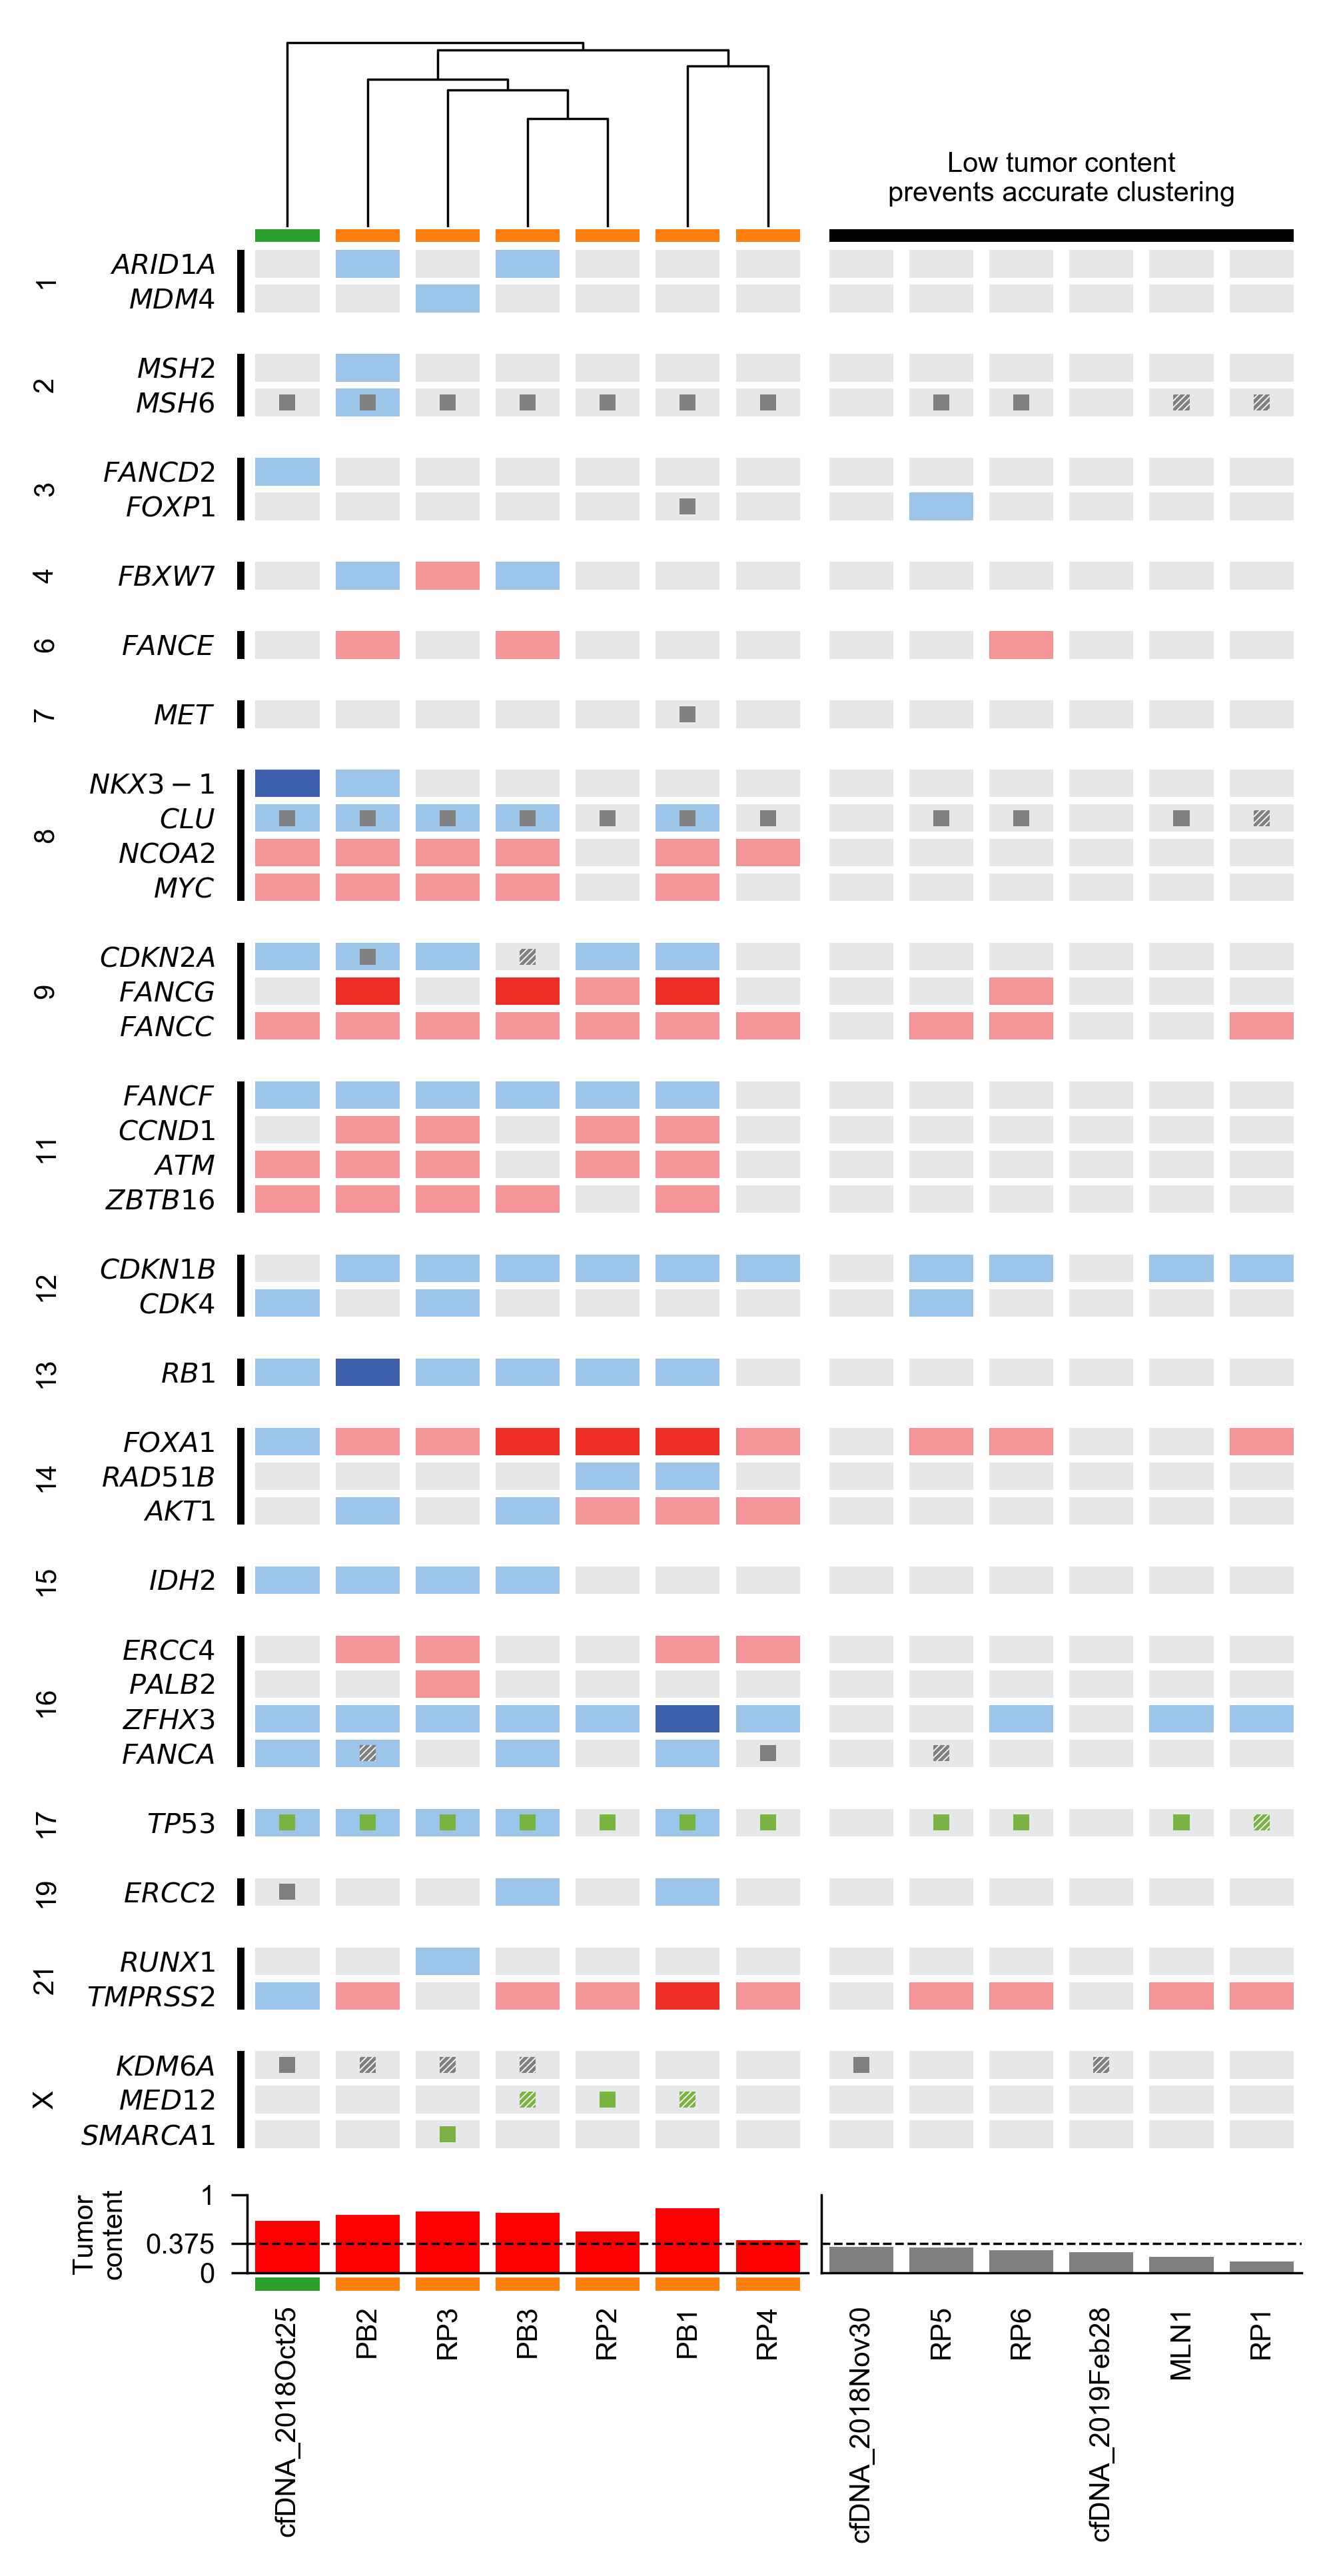 Low tumor content
prevents accurate clustering
1
ARID1A
MDM4
2
MSH2
MSH6
3
FANCD2
FOXP1
4
FBXW7
6
FANCE
7
MET
8
NKX3−1
CLU
NCOA2
MYC
9
CDKN2A
FANCG
FANCC
11
FANCF
CCND1
ATM
ZBTB16
12
CDKN1B
CDK4
13
RB1
14
FOXA1
RAD51B
AKT1
15
IDH2
16
ERCC4
PALB2
ZFHX3
FANCA
17
TP53
19
ERCC2
21
RUNX1
TMPRSS2
X
KDM6A
MED12
SMARCA1
Tumor
content
1
0.375
0
cfDNA_2018Oct25
PB2
RP3
PB3
RP2
PB1
RP4
cfDNA_2018Nov30
RP5
RP6
cfDNA_2019Feb28
MLN1
RP1